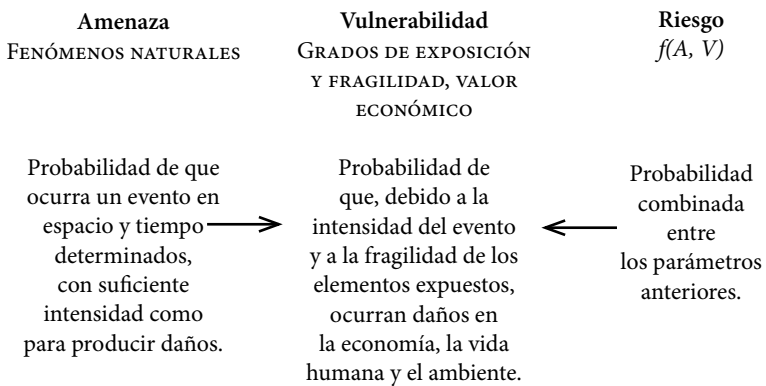 Amenaza
Fenómenos naturales
Probabilidad de que
ocurra un evento en
espacio y tiempo
determinados,
con suficiente
intensidad como
para producir daños.
Vulnerabilidad
Grados de exposición
y fragilidad, valor
económico
Probabilidad de
que, debido a la
intensidad del evento
y a la fragilidad de los
elementos expuestos,
ocurran daños en
la economía, la vida
humana y el ambiente.
Riesgo
f(A, V)
Probabilidad
combinada
entre
los parámetros
anteriores.